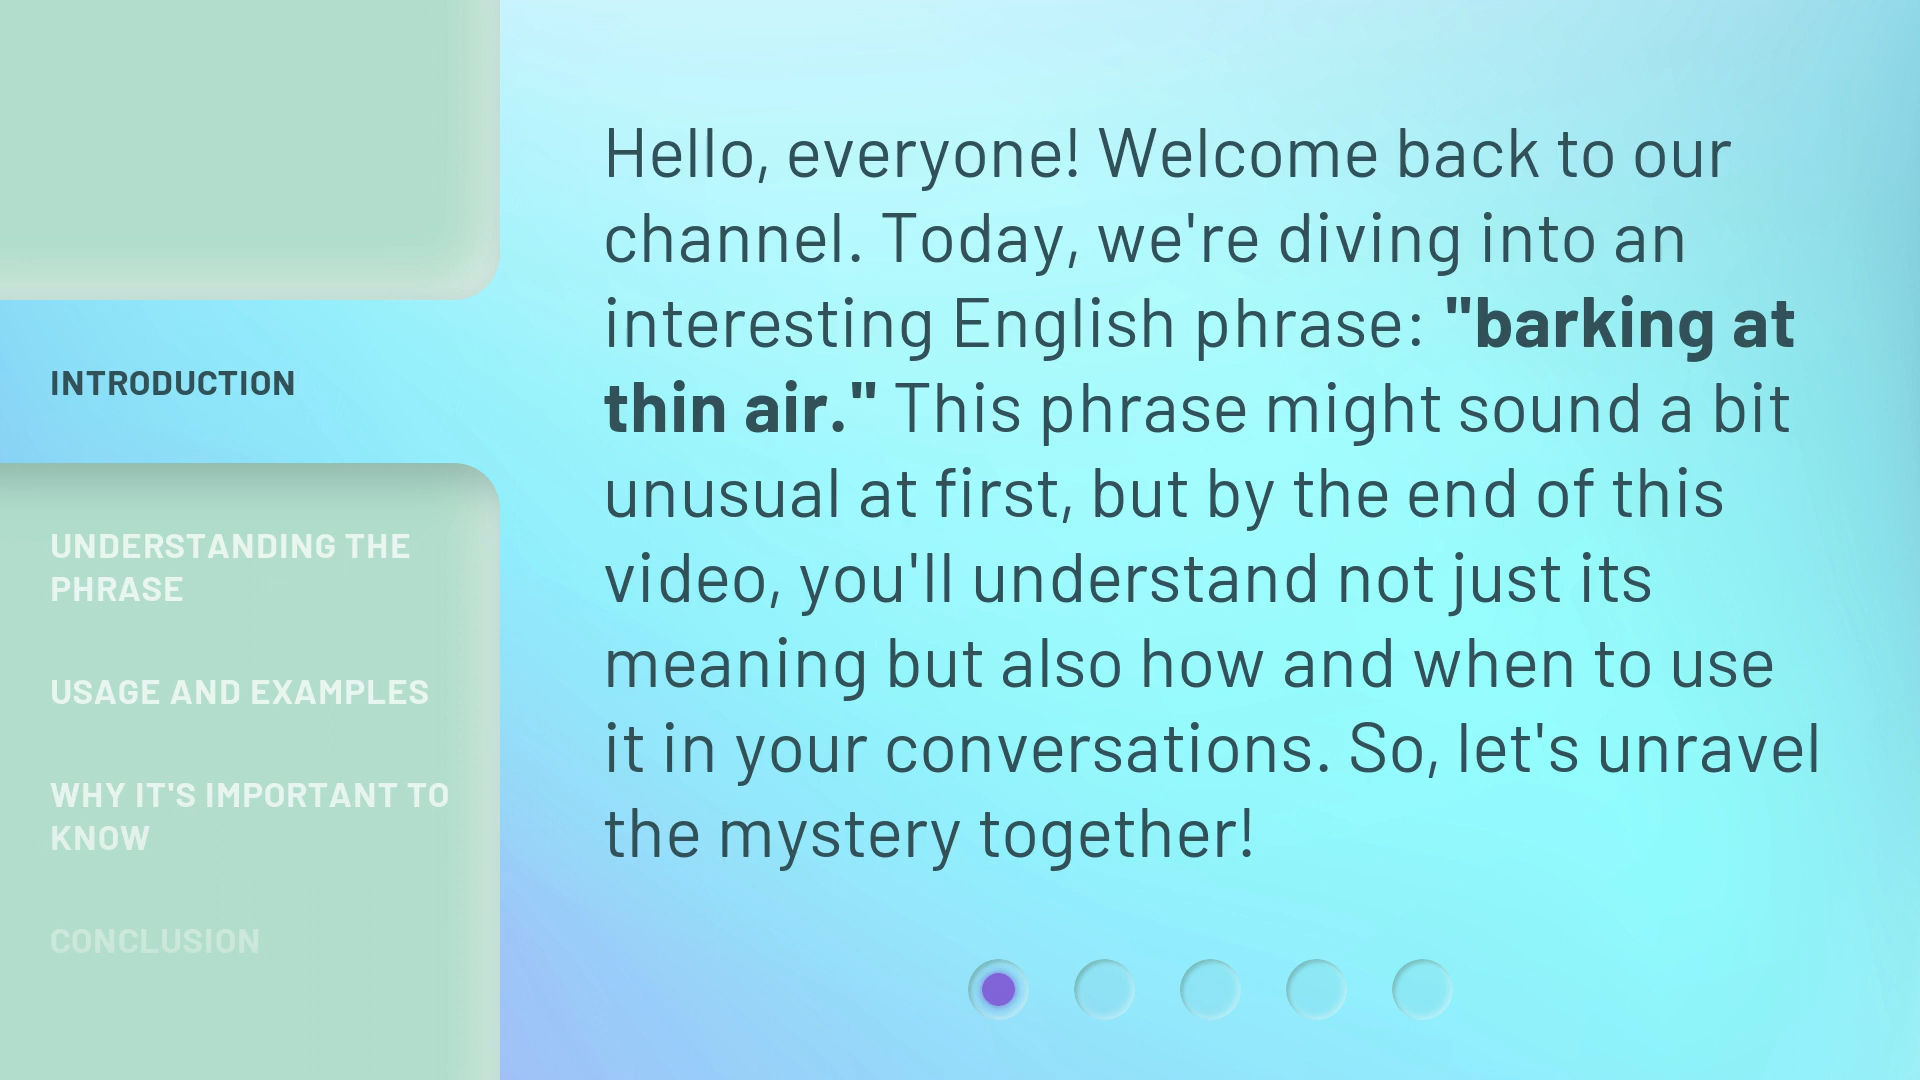 INTRODUCTION
UNDERSTANDING THE
PHRASE
USAGE AND EXAMPLES
WHY IT'S IMPORTANT TO
KNOW
CONCLUSION
Hello, everyone! Welcome back to our
channel. Today, we're diving into an
interesting English phrase: "barking at
thin air." This phrase might sound a bit
unusual at first, but by the end of this
video, you'll understand not just its
meaning but also how and when to use
it in your conversations. So, let's unravel
the mystery together!